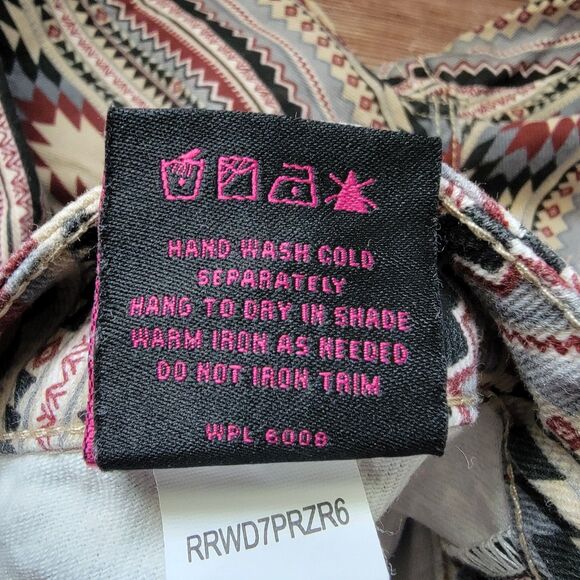 HAND WASH COLD
SEPARATELY
HANG TO DRY IN SHADE
WARM IRON AS NEEDED
DO NOT IRON TRIM
WPL 6009
RRWD7PRZR6